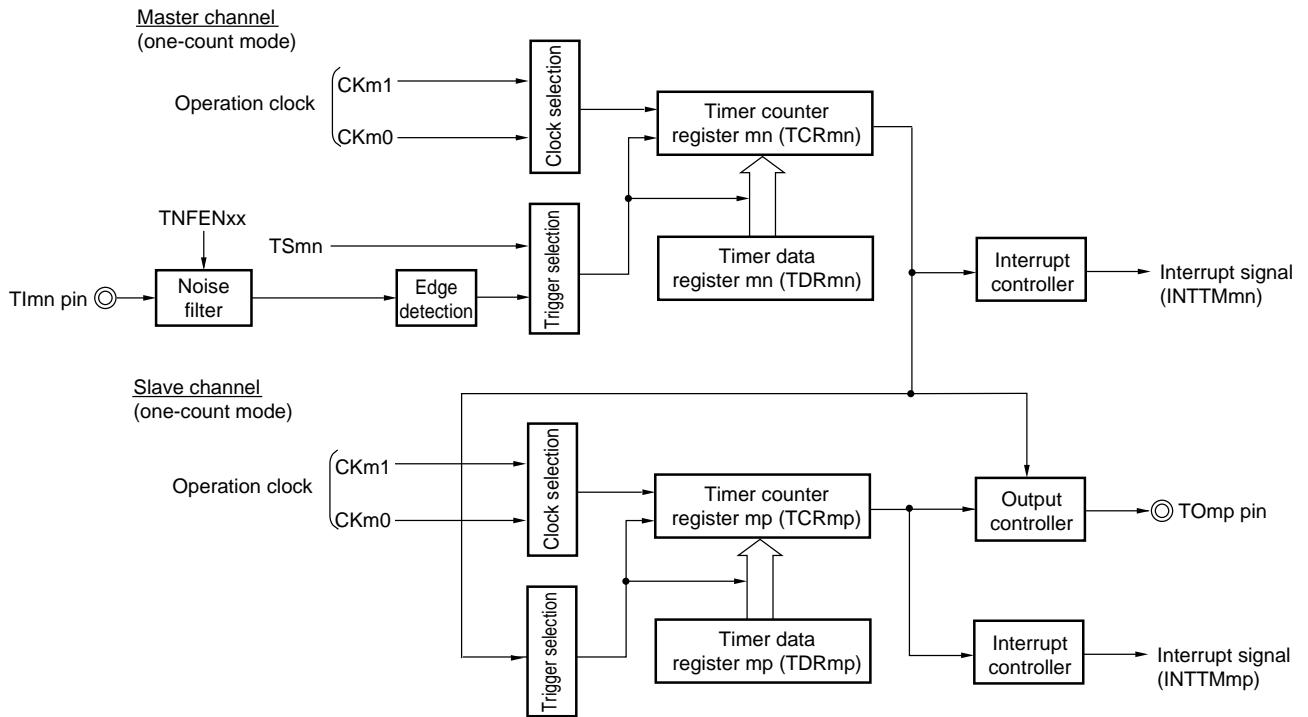 Master channel
(one-count mode)
Operation clock
CKm1
CKm0
Clock selection
Timer counter
register mn (TCRmn)
TNFENxx
TSmn
TImn pin
Noise
filter
Edge
detection
Trigger selection
Timer data
register mn (TDRmn)
Interrupt
controller
Interrupt signal
(INTTMmn)
Slave channel
(one-count mode)
Operation clock
CKm1
CKm0
Clock selection
Timer counter
register mp (TCRmp)
Output
controller
TOmp pin
Trigger selection
Timer data
register mp (TDRmp)
Interrupt
controller
Interrupt signal
(INTTMmp)